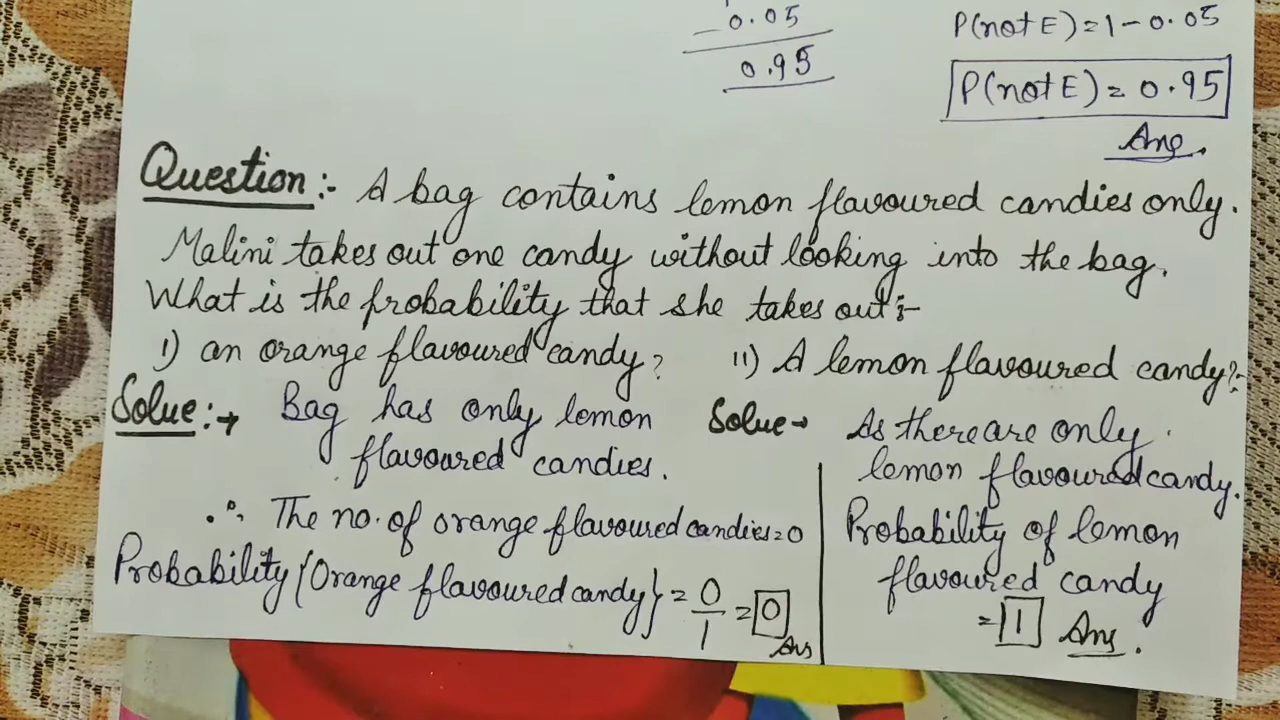 - 0.05
0.95
P(not E) = 1 - 0.05
P(not E) = 0.95
Ans.
Question:- A bag contains lemon flavoured candies only.
Malini takes out one candy without looking into the bag.
What is the probability that she takes out:-
i) an orange flavoured candy? ii) A lemon flavoured candy?:-
Solve:→ Bag has only lemon
flavoured candies.
∴ The no. of orange flavoured candies = 0
Probability {Orange flavoured candy} = 0/1 = 0
Ans
Solve→ As there are only
lemon flavoured candy.
Probability of lemon
flavoured candy
= 1 Ans.